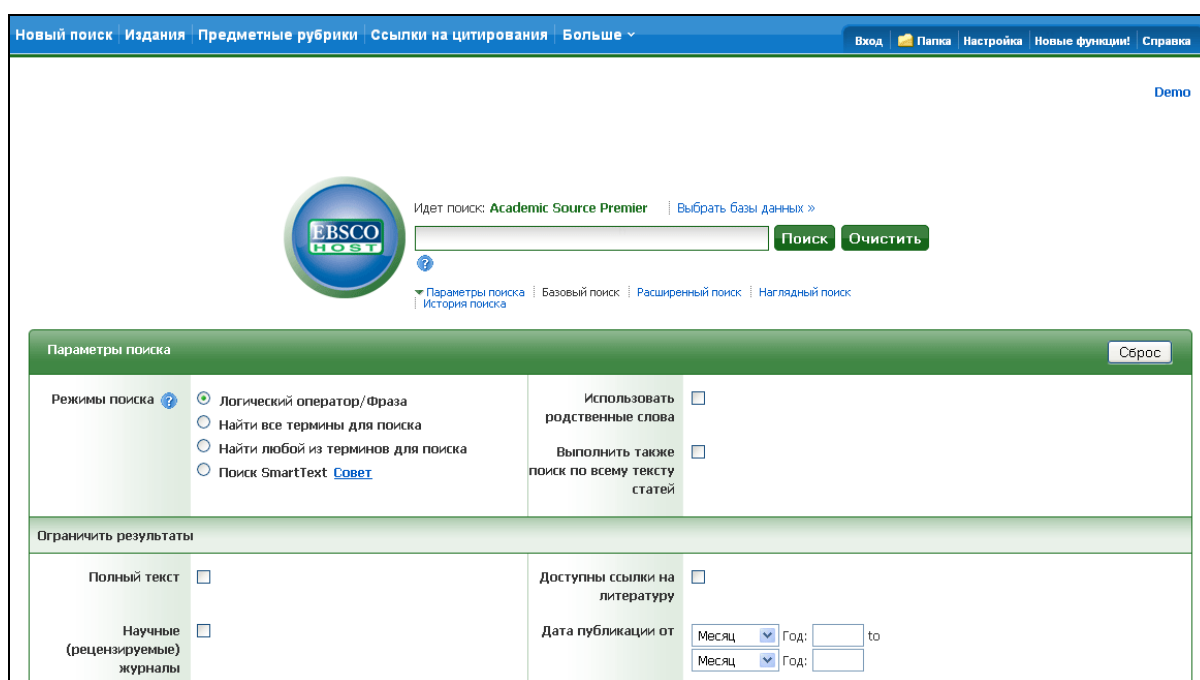 Новый поиск Издания Предметные рубрики Ссылки на цитирования Больше
Вход Папка Настройка Новые функции! Справка
Demo
EBSCO
HOST
Идет поиск: Academic Source Premier Выбрать базы данных »
Поиск Очистить
?
Параметры поиска Базовый поиск Расширенный поиск Наглядный поиск
История поиска
Параметры поиска Сброс
Режимы поиска ?
Логический оператор/Фраза
Найти все термины для поиска
Найти любой из терминов для поиска
Поиск SmartText Совет
Использовать
родственные слова
Выполнить также
поиск по всему тексту
статей
Ограничить результаты
Полный текст
Доступны ссылки на
литературу
Научные
(рецензируемые)
журналы
Дата публикации от
Месяц Год: to
Месяц Год: